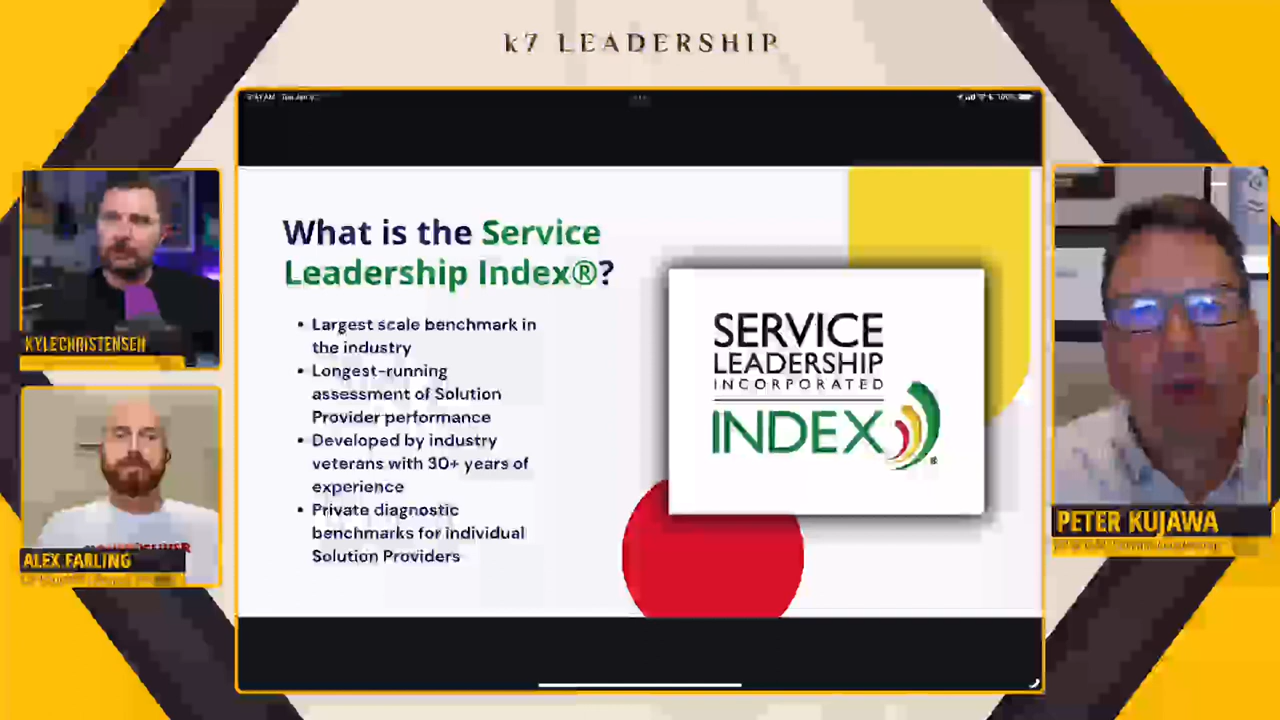 k7 LEADERSHIP
What is the Service
Leadership Index®?
• Largest scale benchmark in
the industry
• Longest-running
assessment of Solution
Provider performance
• Developed by industry
veterans with 30+ years of
experience
• Private diagnostic
benchmarks for individual
Solution Providers
SERVICE
LEADERSHIP
INCORPORATED
INDEX®
KYLE CHRISTENSEN
ALEX FARLING
PETER KUJAWA